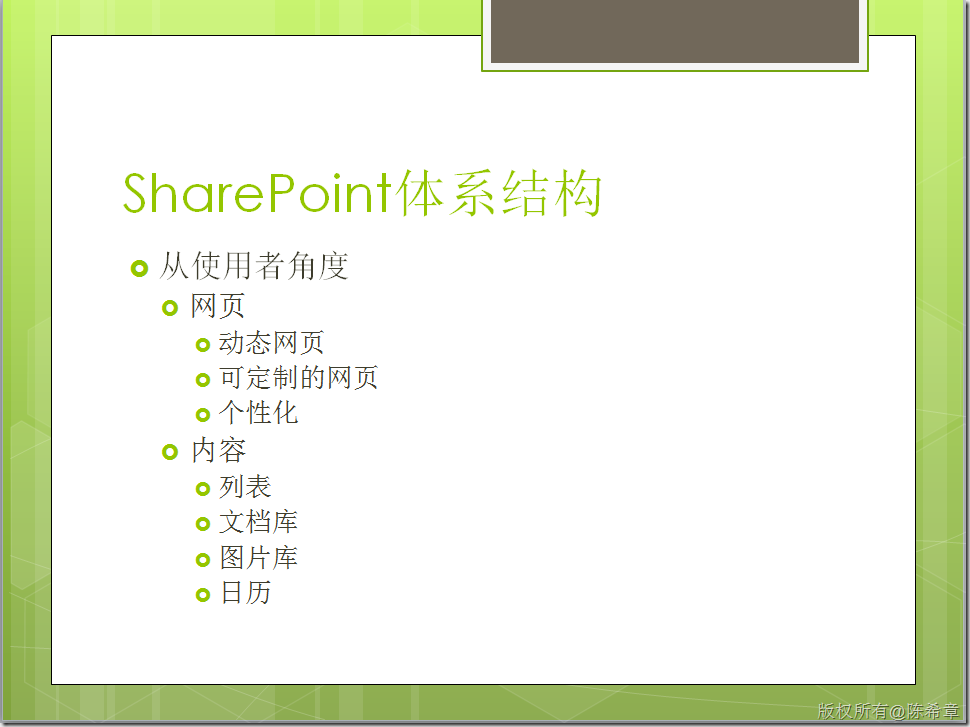 SharePoint体系结构
从使用者角度
网页
动态网页
可定制的网页
个性化
内容
列表
文档库
图片库
日历
版权所有@陈希章